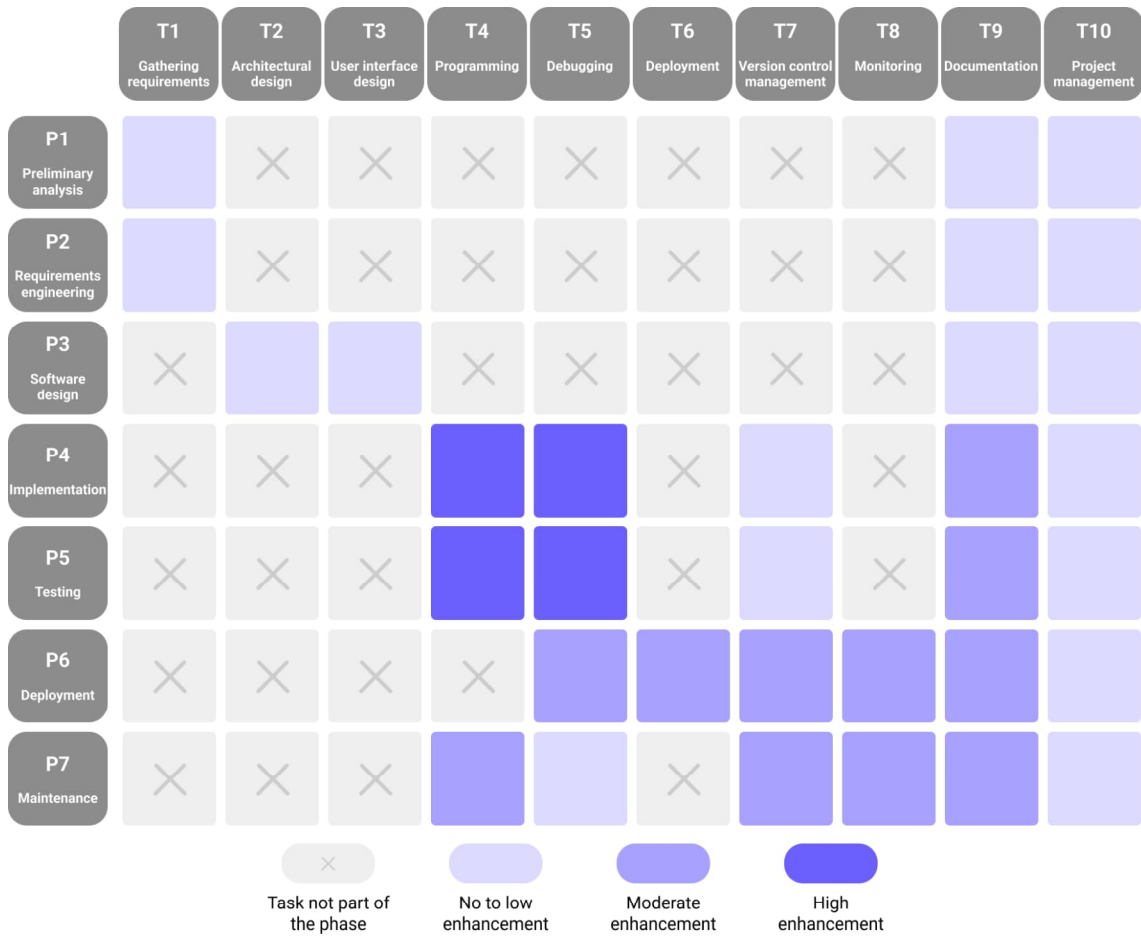 T1
Gathering
requirements
T2
Architectural
design
T3
User interface
design
T4
Programming
T5
Debugging
T6
Deployment
T7
Version control
management
T8
Monitoring
T9
Documentation
T10
Project
management
P1
Preliminary
analysis
P2
Requirements
engineering
P3
Software
design
P4
Implementation
P5
Testing
P6
Deployment
P7
Maintenance
Task not part of
the phase
No to low
enhancement
Moderate
enhancement
High
enhancement